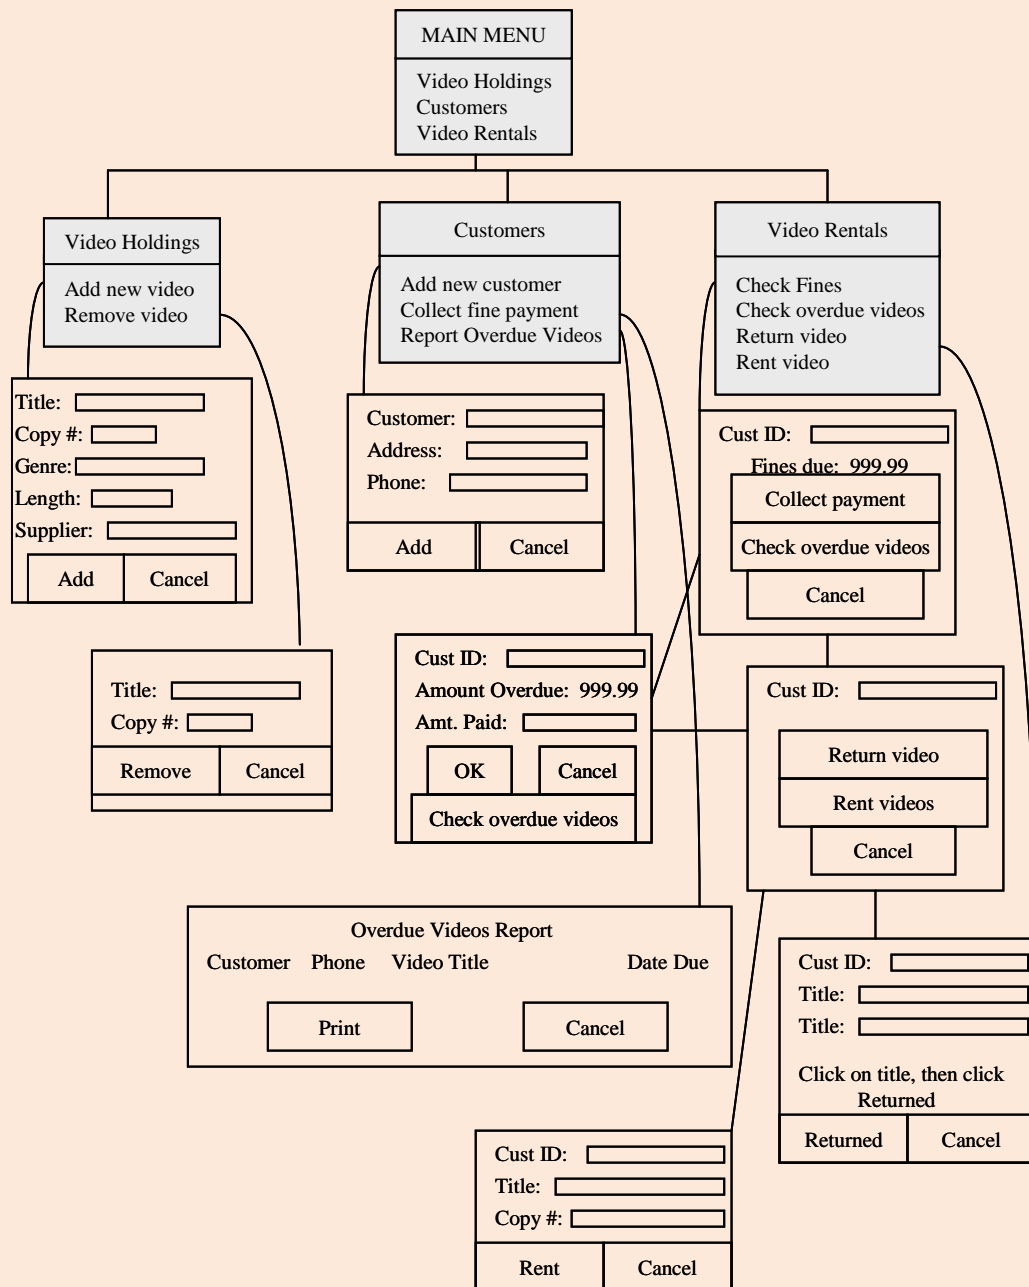 MAIN MENU
Video Holdings
Customers
Video Rentals
Video Holdings
Add new video
Remove video
Customers
Add new customer
Collect fine payment
Report Overdue Videos
Video Rentals
Check Fines
Check overdue videos
Return video
Rent video
Title:
Copy #:
Genre:
Length:
Supplier:
Add Cancel
Customer:
Address:
Phone:
Add Cancel
Cust ID:
Fines due: 999.99
Collect payment
Check overdue videos
Cancel
Title:
Copy #:
Remove Cancel
Cust ID:
Amount Overdue: 999.99
Amt. Paid:
OK Cancel
Check overdue videos
Cust ID:
Return video
Rent videos
Cancel
Overdue Videos Report
Customer Phone Video Title Date Due
Print Cancel
Cust ID:
Title:
Title:
Click on title, then click
Returned
Returned Cancel
Cust ID:
Title:
Copy #:
Rent Cancel